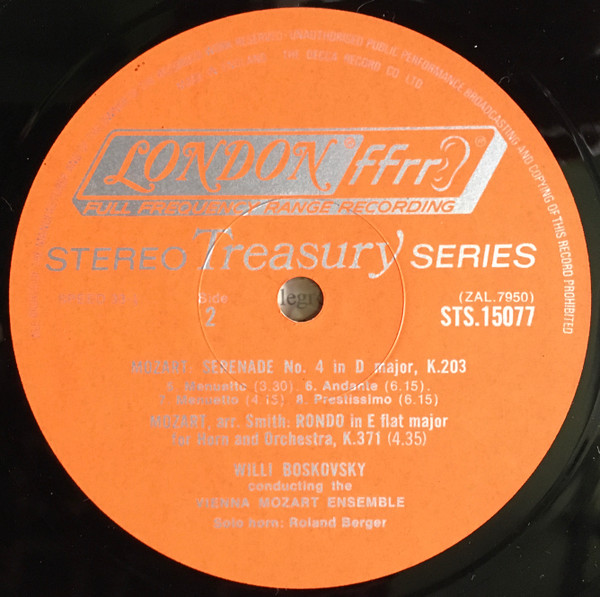 UNAUTHORISED PUBLIC PERFORMANCE BROADCASTING AND COPYING OF THIS RECORD PROHIBITED
THE DECCA RECORD CO. LTD.
LONDON® ffrr®
FULL FREQUENCY RANGE RECORDING
STEREO Treasury SERIES
Side
2
legro
(ZAL.7950)
STS.15077
MOZART: SERENADE No. 4 in D major, K.203
5. Menuetto (3.30). 6. Andante (6.15).
7. Menuetto (4.15) 8. Prestissimo (6.15)
MOZART, arr. Smith: RONDO in E flat major
for Horn and Orchestra, K.371 (4.35)
WILLI BOSKOVSKY
conducting the
VIENNA MOZART ENSEMBLE
Solo horn: Roland Berger